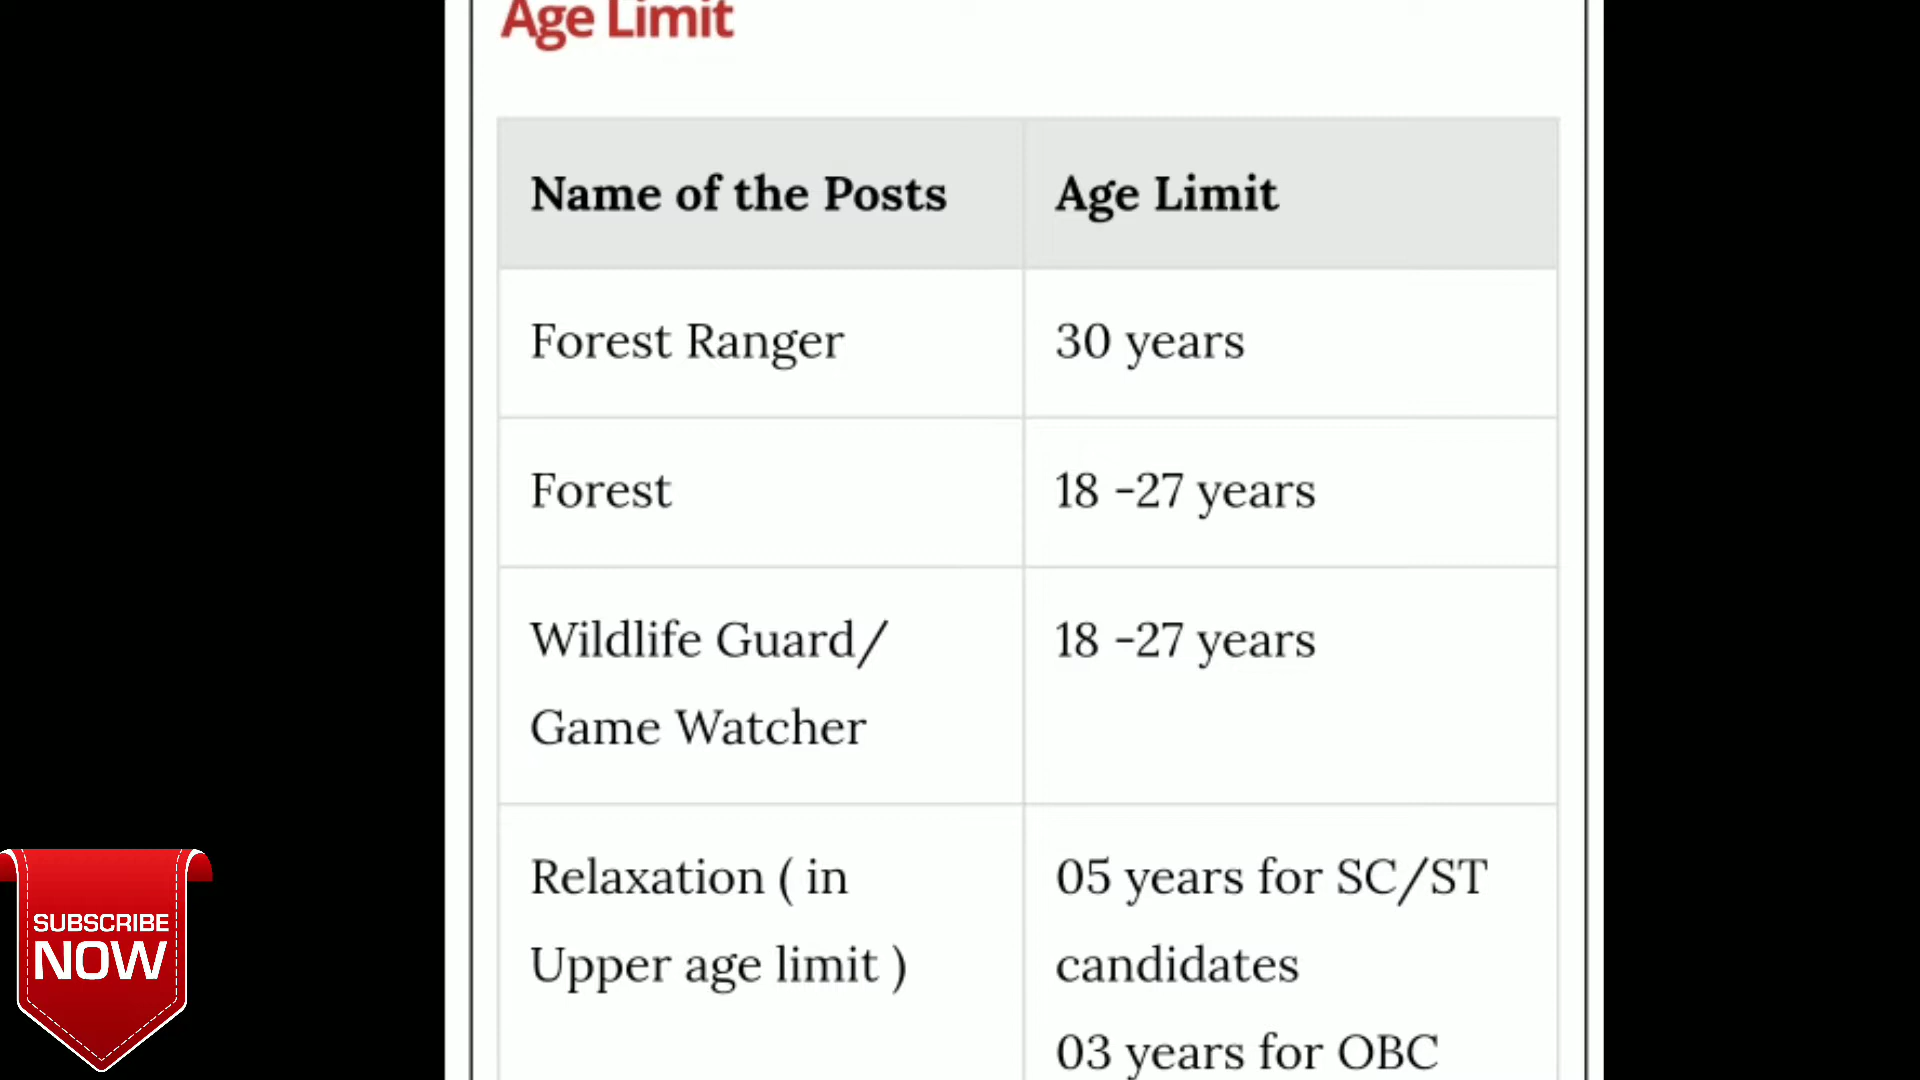 Age Limit
Name of the Posts Age Limit
Forest Ranger 30 years
Forest 18 -27 years
Wildlife Guard/ 18 -27 years
Game Watcher
Relaxation ( in 05 years for SC/ST
Upper age limit ) candidates
03 years for OBC
SUBSCRIBE
NOW